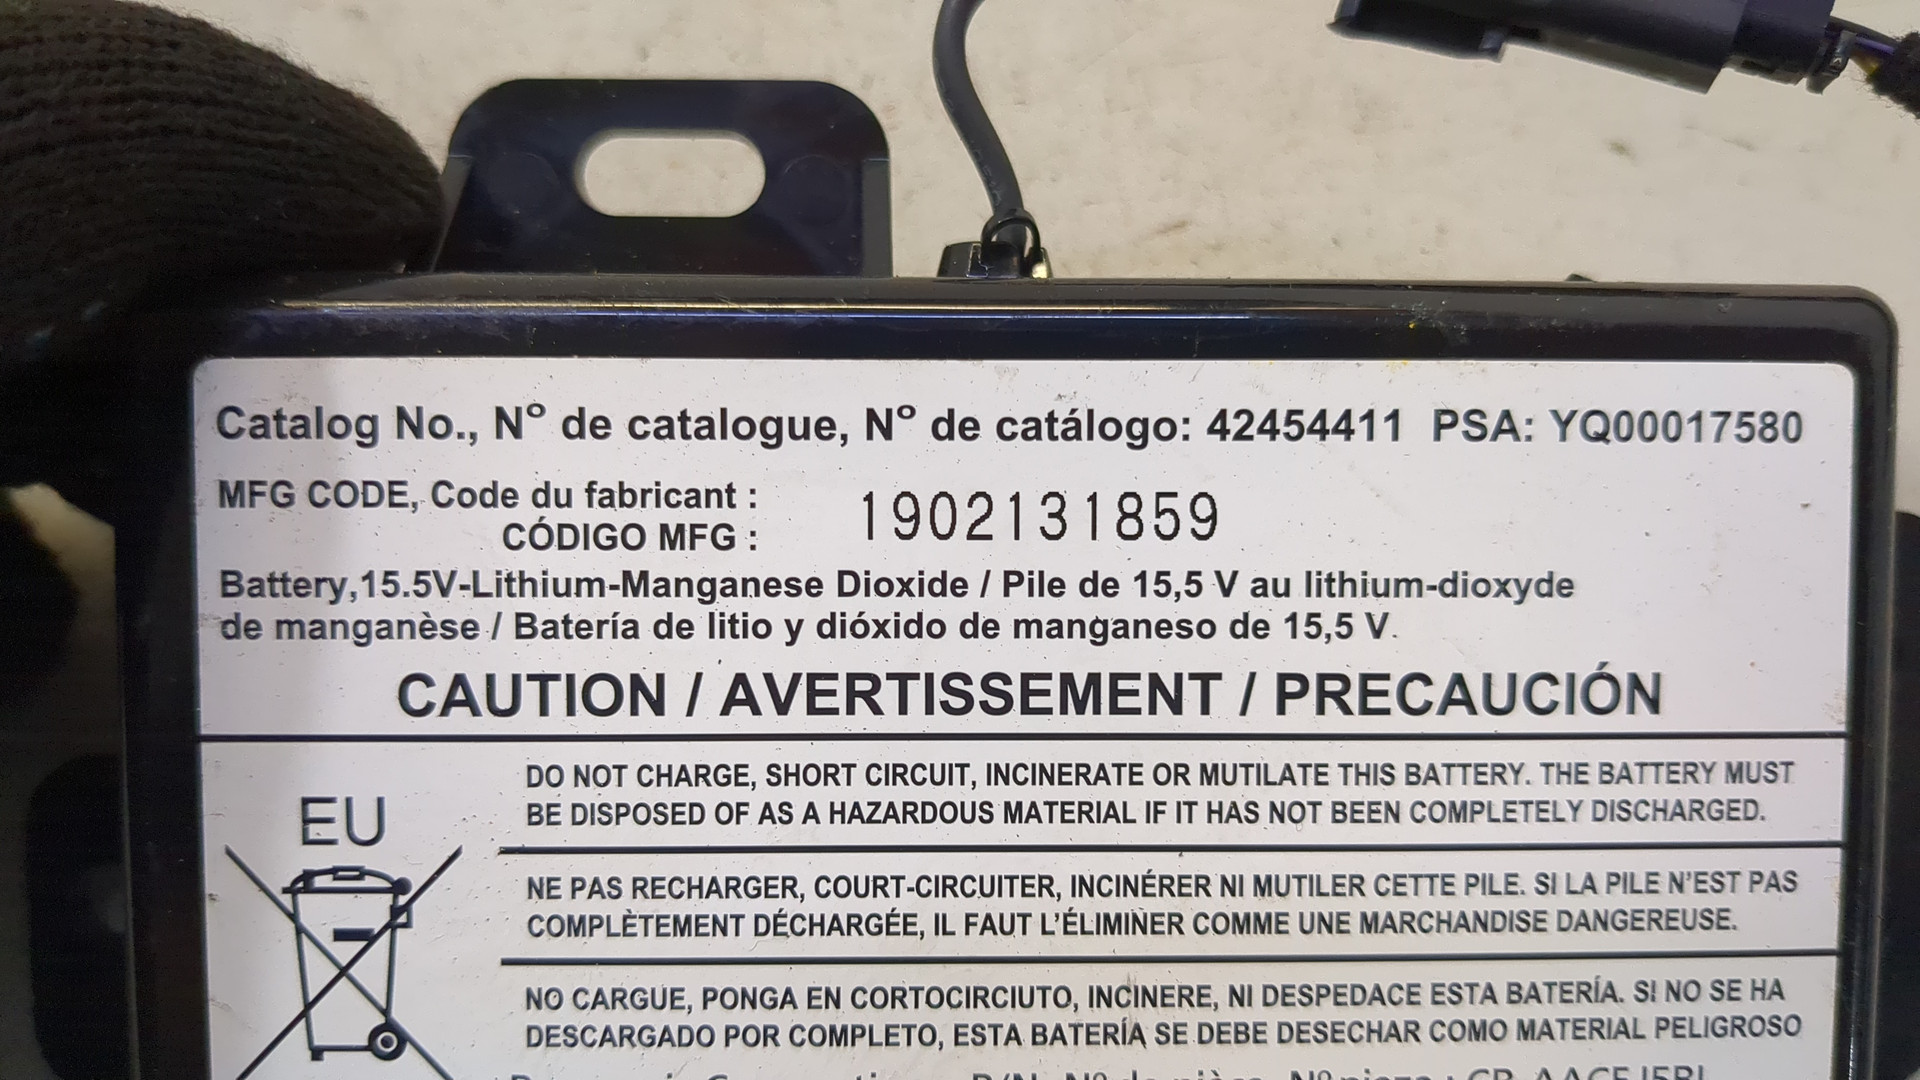 Catalog No., Nº de catalogue, Nº de catálogo: 42454411 PSA: YQ00017580
MFG CODE, Code du fabricant :
CÓDIGO MFG :
1902131859
Battery,15.5V-Lithium-Manganese Dioxide / Pile de 15,5 V au lithium-dioxyde
de manganèse / Batería de litio y dióxido de manganeso de 15,5 V.
CAUTION / AVERTISSEMENT / PRECAUCIÓN
EU
DO NOT CHARGE, SHORT CIRCUIT, INCINERATE OR MUTILATE THIS BATTERY. THE BATTERY MUST
BE DISPOSED OF AS A HAZARDOUS MATERIAL IF IT HAS NOT BEEN COMPLETELY DISCHARGED.
NE PAS RECHARGER, COURT-CIRCUITER, INCINÉRER NI MUTILER CETTE PILE. SI LA PILE N'EST PAS
COMPLÈTEMENT DÉCHARGÉE, IL FAUT L'ÉLIMINER COMME UNE MARCHANDISE DANGEREUSE.
NO CARGUE, PONGA EN CORTOCIRCIUTO, INCINERE, NI DESPEDACE ESTA BATERÍA. SI NO SE HA
DESCARGADO POR COMPLETO, ESTA BATERÍA SE DEBE DESECHAR COMO MATERIAL PELIGROSO